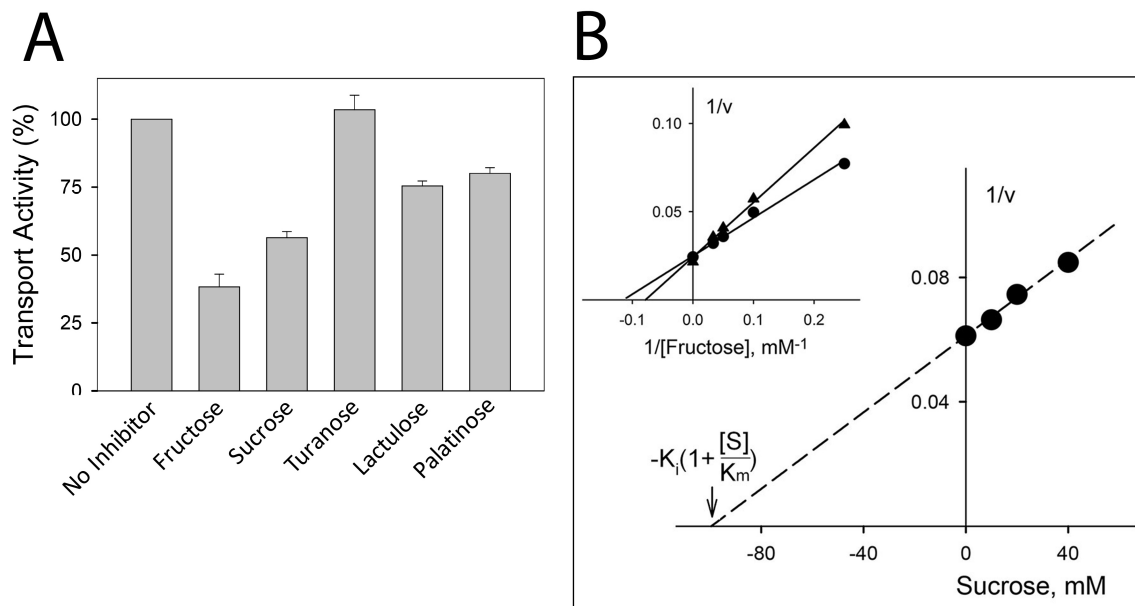 A
Transport Activity (%)
100
75
50
25
0
No Inhibitor
Fructose
Sucrose
Turanose
Lactulose
Palatinose
B
1/v
0.10
0.05
-0.1
0.0
0.1
0.2
1/[Fructose], mM-1
1/v
0.08
0.04
-Ki(1+[S]/Km)
-80
-40
0
40
Sucrose, mM